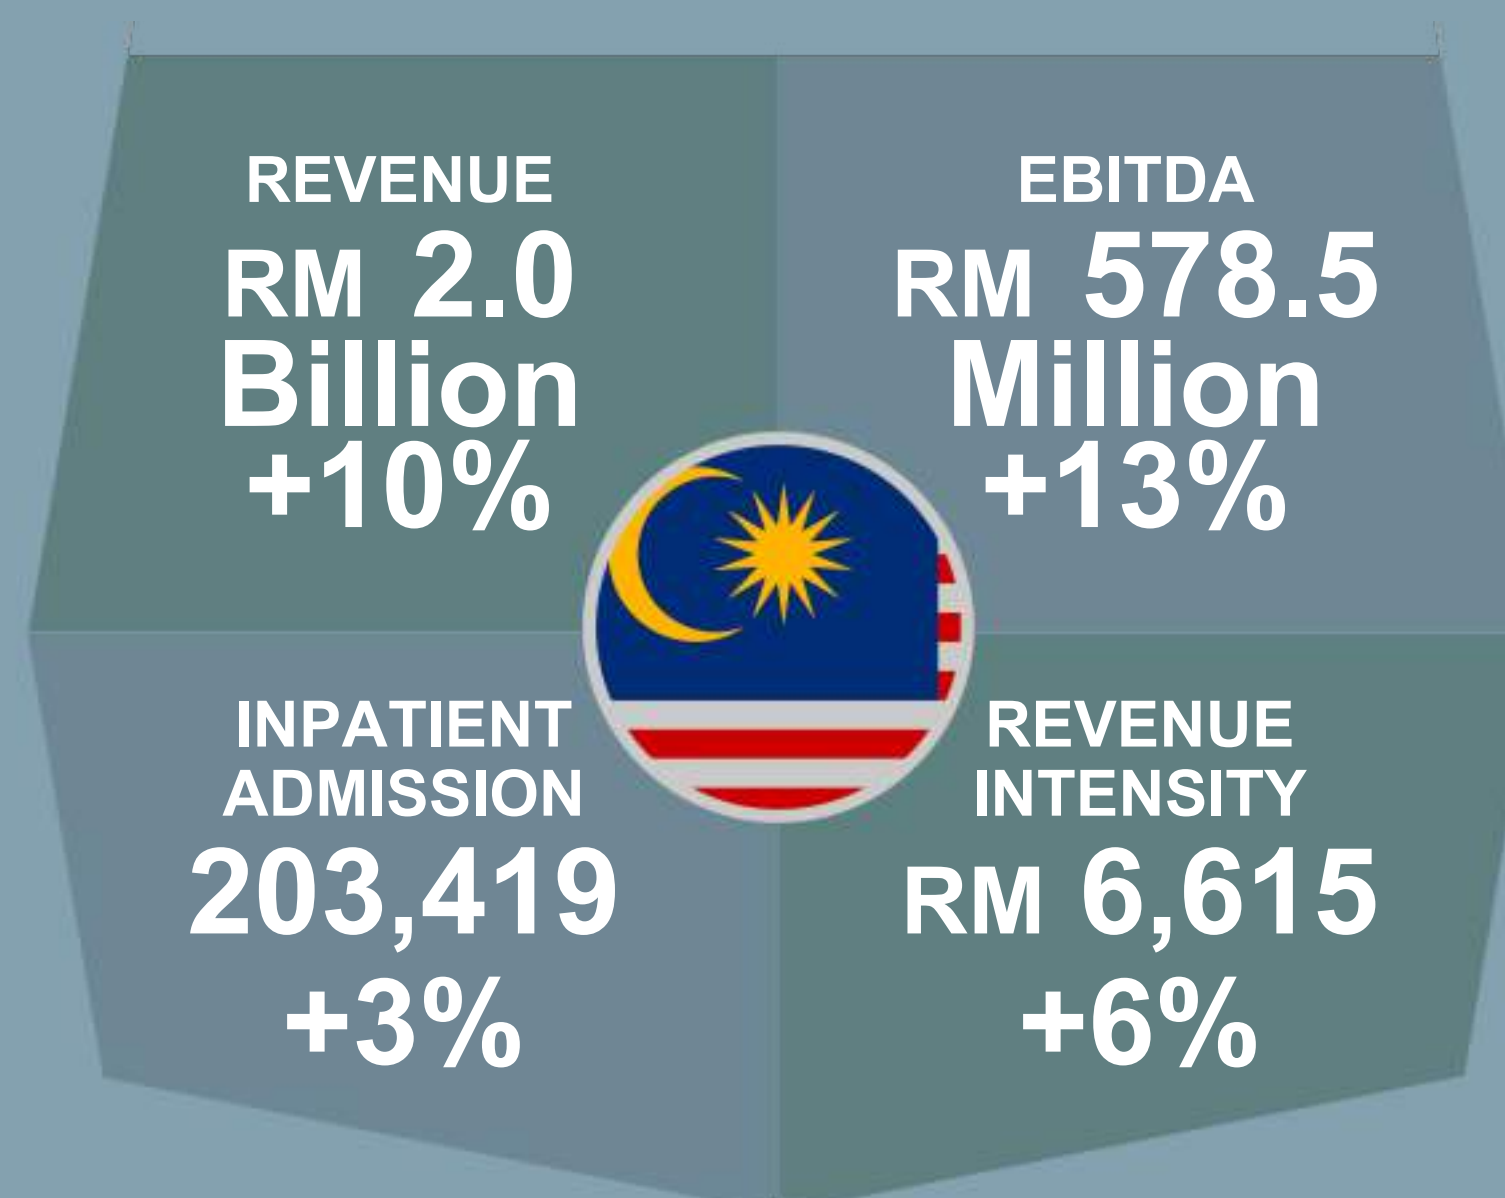 REVENUE
RM 2.0
Billion
+10%
EBITDA
RM 578.5
Million
+13%
INPATIENT
ADMISSION
203,419
+3%
REVENUE
INTENSITY
RM 6,615
+6%